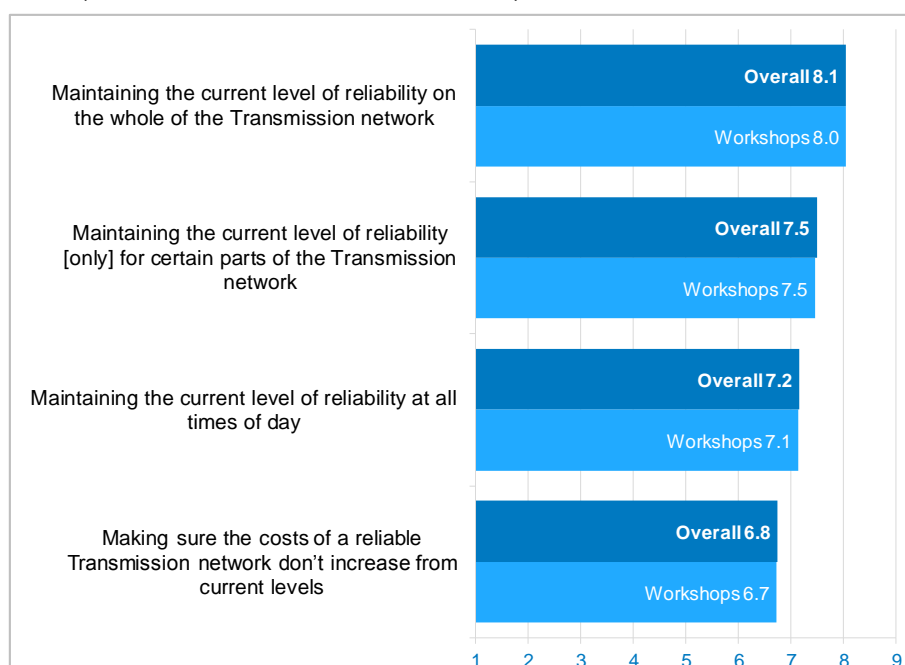 Maintaining the current level of reliability on
the whole of the Transmission network
Overall 8.1
Workshops 8.0
Maintaining the current level of reliability
[only] for certain parts of the Transmission
network
Overall 7.5
Workshops 7.5
Maintaining the current level of reliability at all
times of day
Overall 7.2
Workshops 7.1
Making sure the costs of a reliable
Transmission network don’t increase from
current levels
Overall 6.8
Workshops 6.7
1 2 3 4 5 6 7 8 9